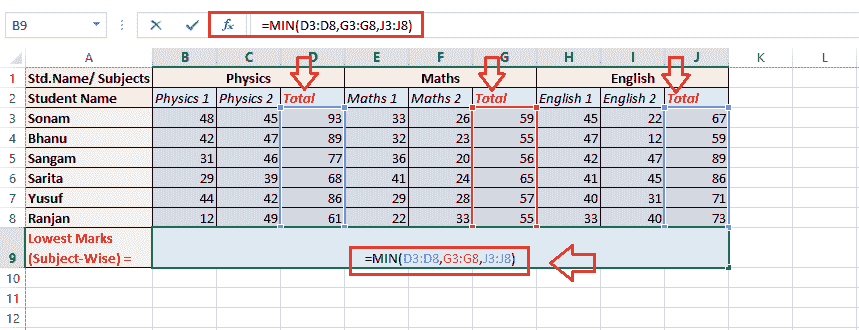 B9 fx =MIN(D3:D8,G3:G8,J3:J8)
A B C D E F G H I J K L
1 Std.Name/ Subjects Physics Maths English
2 Student Name Physics 1 Physics 2 Total Maths 1 Maths 2 Total English 1 English 2 Total
3 Sonam 48 45 93 33 26 59 45 22 67
4 Bhanu 42 47 89 32 23 55 47 12 59
5 Sangam 31 46 77 36 20 56 42 47 89
6 Sarita 29 39 68 41 24 65 41 45 86
7 Yusuf 44 42 86 29 28 57 40 31 71
8 Ranjan 12 49 61 22 33 55 33 40 73
Lowest Marks
9 (Subject-Wise) = =MIN(D3:D8,G3:G8,J3:J8)
10
11
12